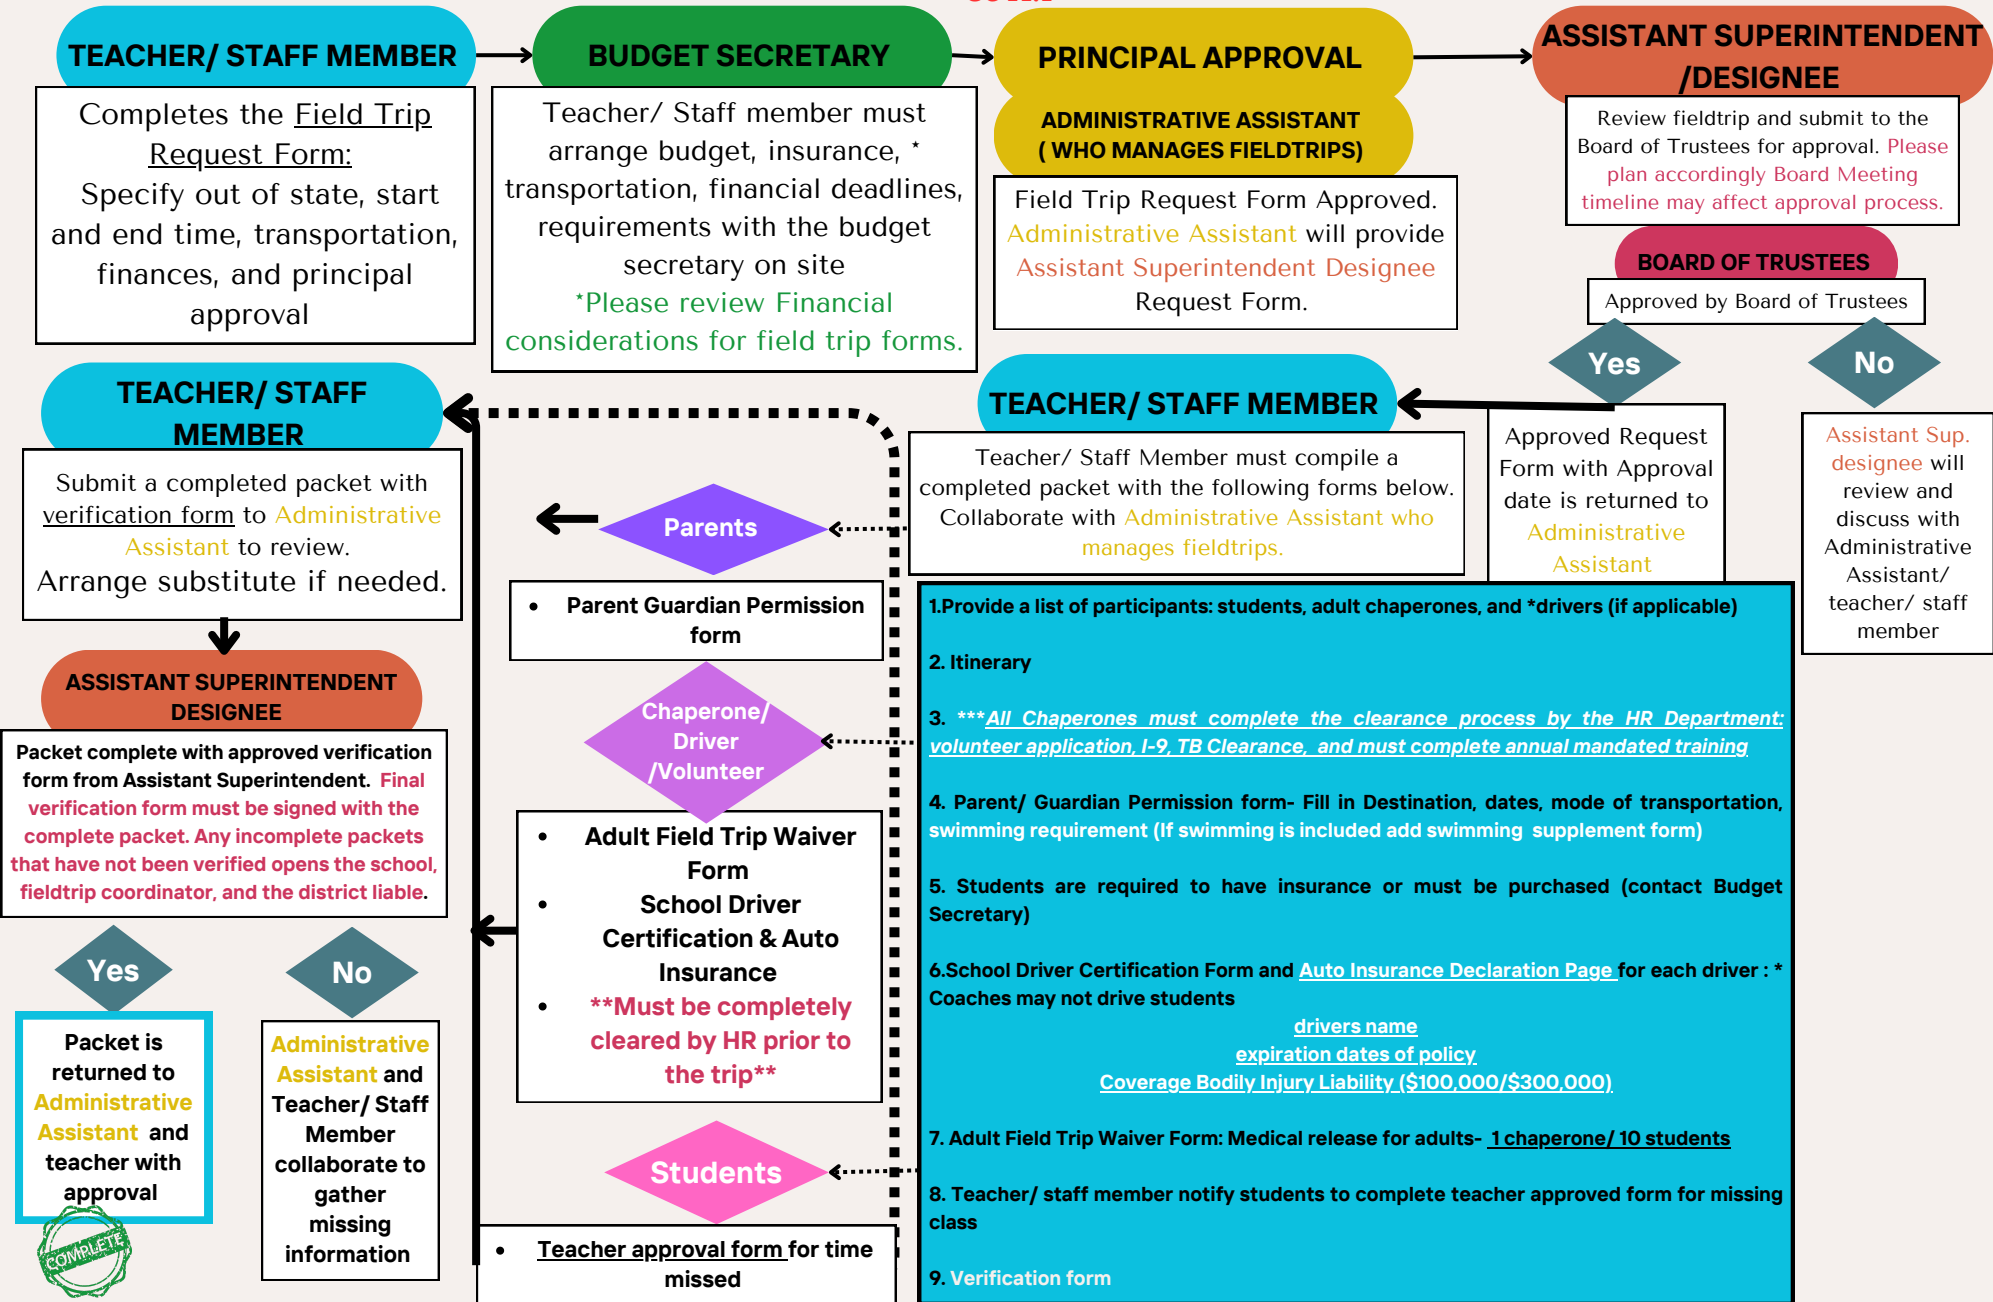 TEACHER/ STAFF MEMBER
Completes the Field Trip
Request Form:
Specify out of state, start
and end time, transportation,
finances, and principal
approval
BUDGET SECRETARY
Teacher/ Staff member must
arrange budget, insurance, *
transportation, financial deadlines,
requirements with the budget
secretary on site
*Please review Financial
considerations for field trip forms.
PRINCIPAL APPROVAL
ADMINISTRATIVE ASSISTANT
( WHO MANAGES FIELDTRIPS)
Field Trip Request Form Approved.
Administrative Assistant will provide
Assistant Superintendent Designee
Request Form.
ASSISTANT SUPERINTENDENT
/DESIGNEE
Review fieldtrip and submit to the
Board of Trustees for approval. Please
plan accordingly Board Meeting
timeline may affect approval process.
BOARD OF TRUSTEES
Approved by Board of Trustees
Yes
No
Approved Request
Form with Approval
date is returned to
Administrative
Assistant
Assistant Sup.
designee will
review and
discuss with
Administrative
Assistant/
teacher/ staff
member
TEACHER/ STAFF MEMBER
Teacher/ Staff Member must compile a
completed packet with the following forms below.
Collaborate with Administrative Assistant who
manages fieldtrips.
1.Provide a list of participants: students, adult chaperones, and *drivers (if applicable)
2. Itinerary
3. ***All Chaperones must complete the clearance process by the HR Department:
volunteer application, I-9, TB Clearance, and must complete annual mandated training
4. Parent/ Guardian Permission form- Fill in Destination, dates, mode of transportation,
swimming requirement (If swimming is included add swimming supplement form)
5. Students are required to have insurance or must be purchased (contact Budget
Secretary)
6.School Driver Certification Form and Auto Insurance Declaration Page for each driver : *
Coaches may not drive students
drivers name
expiration dates of policy
Coverage Bodily Injury Liability ($100,000/$300,000)
7. Adult Field Trip Waiver Form: Medical release for adults- 1 chaperone/ 10 students
8. Teacher/ staff member notify students to complete teacher approved form for missing
class
9. Verification form
Parents
• Parent Guardian Permission
form
Chaperone/
Driver
/Volunteer
• Adult Field Trip Waiver
Form
• School Driver
Certification & Auto
Insurance
• **Must be completely
cleared by HR prior to
the trip**
Students
• Teacher approval form for time
missed
TEACHER/ STAFF
MEMBER
Submit a completed packet with
verification form to Administrative
Assistant to review.
Arrange substitute if needed.
ASSISTANT SUPERINTENDENT
DESIGNEE
Packet complete with approved verification
form from Assistant Superintendent. Final
verification form must be signed with the
complete packet. Any incomplete packets
that have not been verified opens the school,
fieldtrip coordinator, and the district liable.
Yes
Packet is
returned to
Administrative
Assistant and
teacher with
approval
COMPLETE
No
Administrative
Assistant and
Teacher/ Staff
Member
collaborate to
gather
missing
information